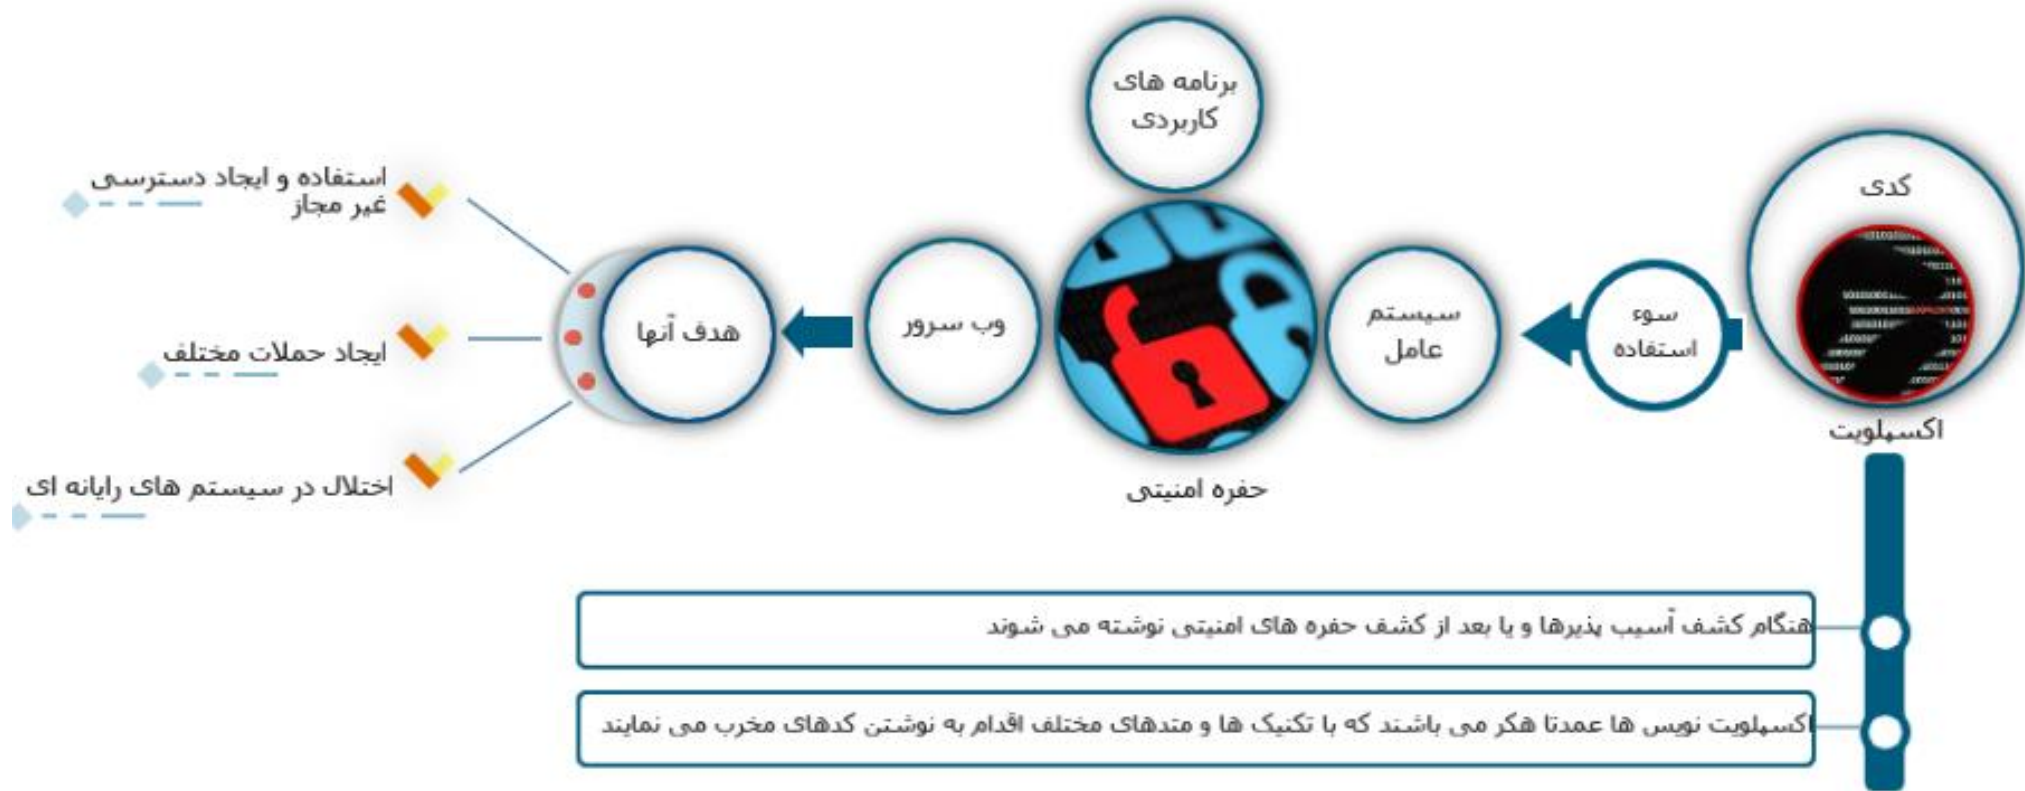 کدی
اکسپلویت
سوء
استفاده
سیستم
عامل
برنامه های
کاربردی
حفره امنیتی
وب سرور
هدف آنها
استفاده و ایجاد دسترسی
غیر مجاز
ایجاد حملات مختلف
اختلال در سیستم های رایانه ای
هنگام کشف آسیب پذیرها و یا بعد از کشف حفره های امنیتی نوشته می شوند
اکسپلویت نویس ها عمدتا هکر می باشند که با تکنیک ها و متدهای مختلف اقدام به نوشتن کدهای مخرب می نمایند